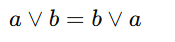 a ∨ b = b ∨ a